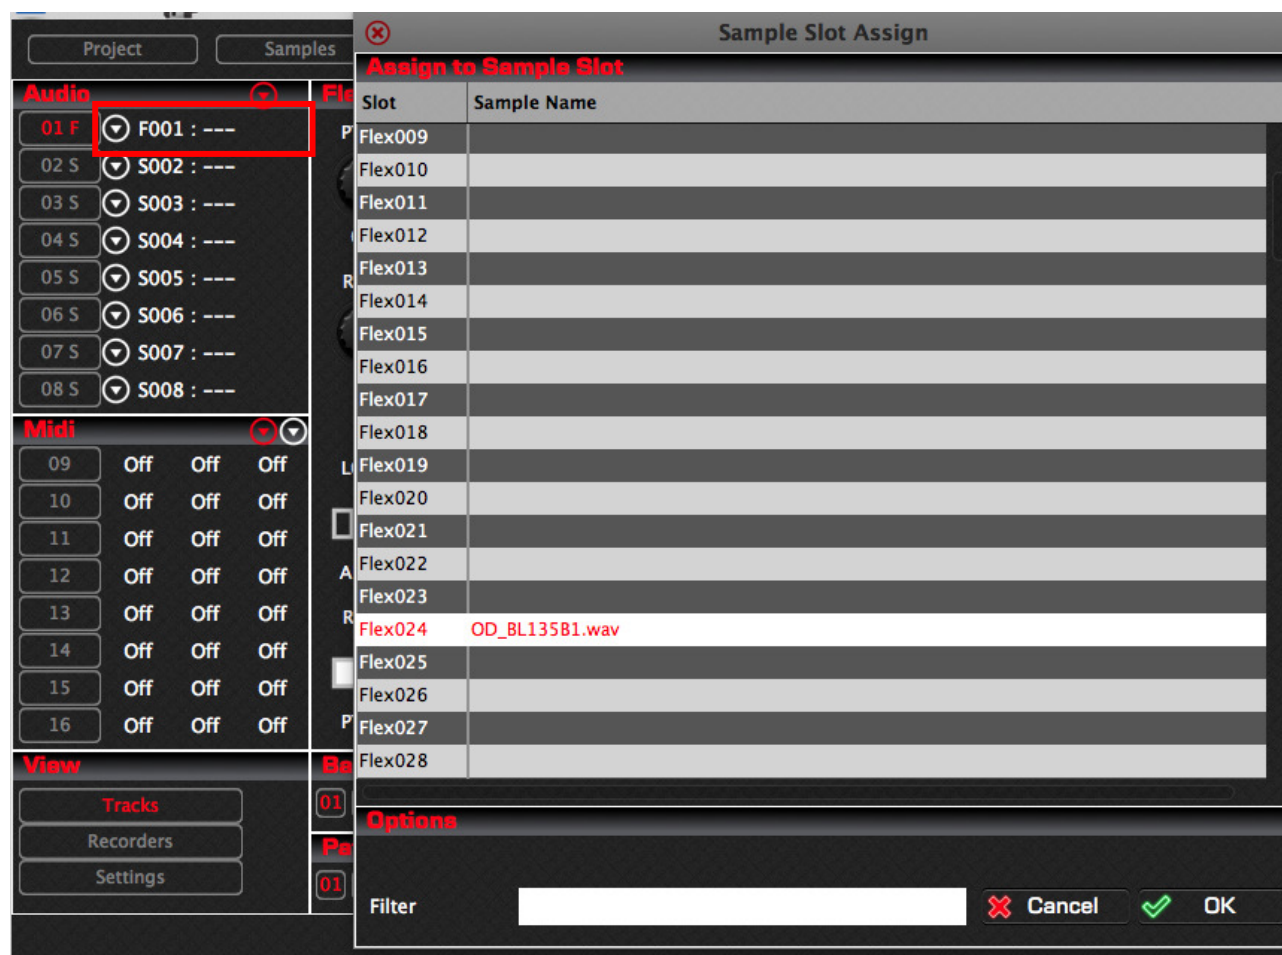 Sample Slot Assign
Project Samples
Assign to Sample Slot
Slot Sample Name
Audio
01 F F001 : ---
02 S S002 : ---
03 S S003 : ---
04 S S004 : ---
05 S S005 : ---
06 S S006 : ---
07 S S007 : ---
08 S S008 : ---
Midi
09 Off Off Off
10 Off Off Off
11 Off Off Off
12 Off Off Off
13 Off Off Off
14 Off Off Off
15 Off Off Off
16 Off Off Off
View
Tracks
Recorders
Settings
01
01
Flex009
Flex010
Flex011
Flex012
Flex013
Flex014
Flex015
Flex016
Flex017
Flex018
Flex019
Flex020
Flex021
Flex022
Flex023
Flex024 OD_BL135B1.wav
Flex025
Flex026
Flex027
Flex028
Options
Filter Cancel OK